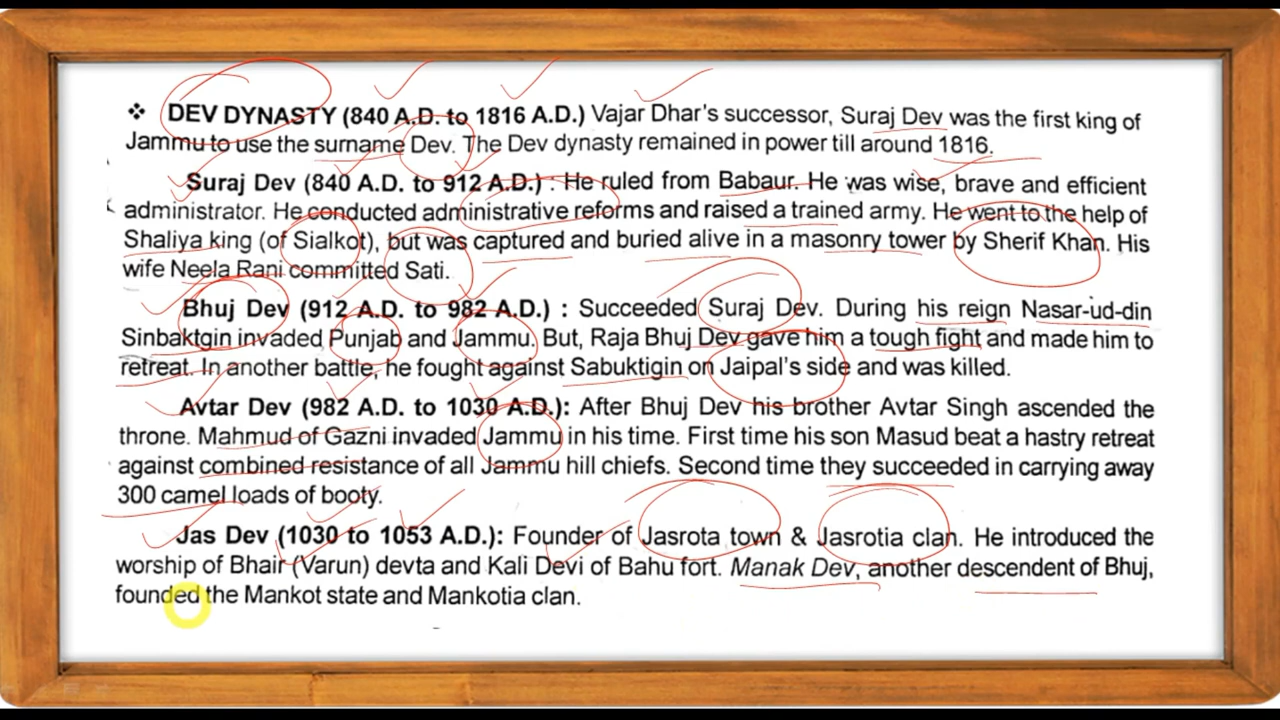 ❖ DEV DYNASTY (840 A.D. to 1816 A.D.) Vajar Dhar's successor, Suraj Dev was the first king of
Jammu to use the surname Dev. The Dev dynasty remained in power till around 1816.
Suraj Dev (840 A.D. to 912 A.D.) : He ruled from Babaur. He was wise, brave and efficient
administrator. He conducted administrative reforms and raised a trained army. He went to the help of
Shaliya king (of Sialkot), but was captured and buried alive in a masonry tower by Sherif Khan. His
wife Neela Rani committed Sati.
Bhuj Dev (912 A.D. to 982 A.D.) : Succeeded Suraj Dev. During his reign Nasar-ud-din
Sinbaktgin invaded Punjab and Jammu. But, Raja Bhuj Dev gave him a tough fight and made him to
retreat. In another battle, he fought against Sabuktigin on Jaipal's side and was killed.
Avtar Dev (982 A.D. to 1030 A.D.): After Bhuj Dev his brother Avtar Singh ascended the
throne. Mahmud of Gazni invaded Jammu in his time. First time his son Masud beat a hastry retreat
against combined resistance of all Jammu hill chiefs. Second time they succeeded in carrying away
300 camel loads of booty.
Jas Dev (1030 to 1053 A.D.): Founder of Jasrota town & Jasrotia clan. He introduced the
worship of Bhair (Varun) devta and Kali Devi of Bahu fort. Manak Dev, another descendent of Bhuj,
founded the Mankot state and Mankotia clan.